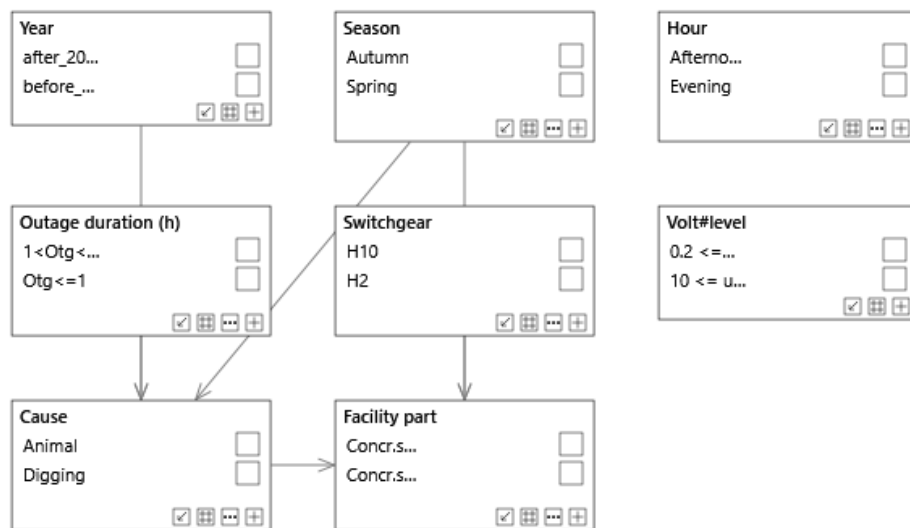 Year
after_20...
before_...
Season
Autumn
Spring
Hour
Afterno...
Evening
Outage duration (h)
1<Otg<...
Otg<=1
Switchgear
H10
H2
Volt#level
0.2 <=...
10 <= u...
Cause
Animal
Digging
Facility part
Concr.s...
Concr.s...